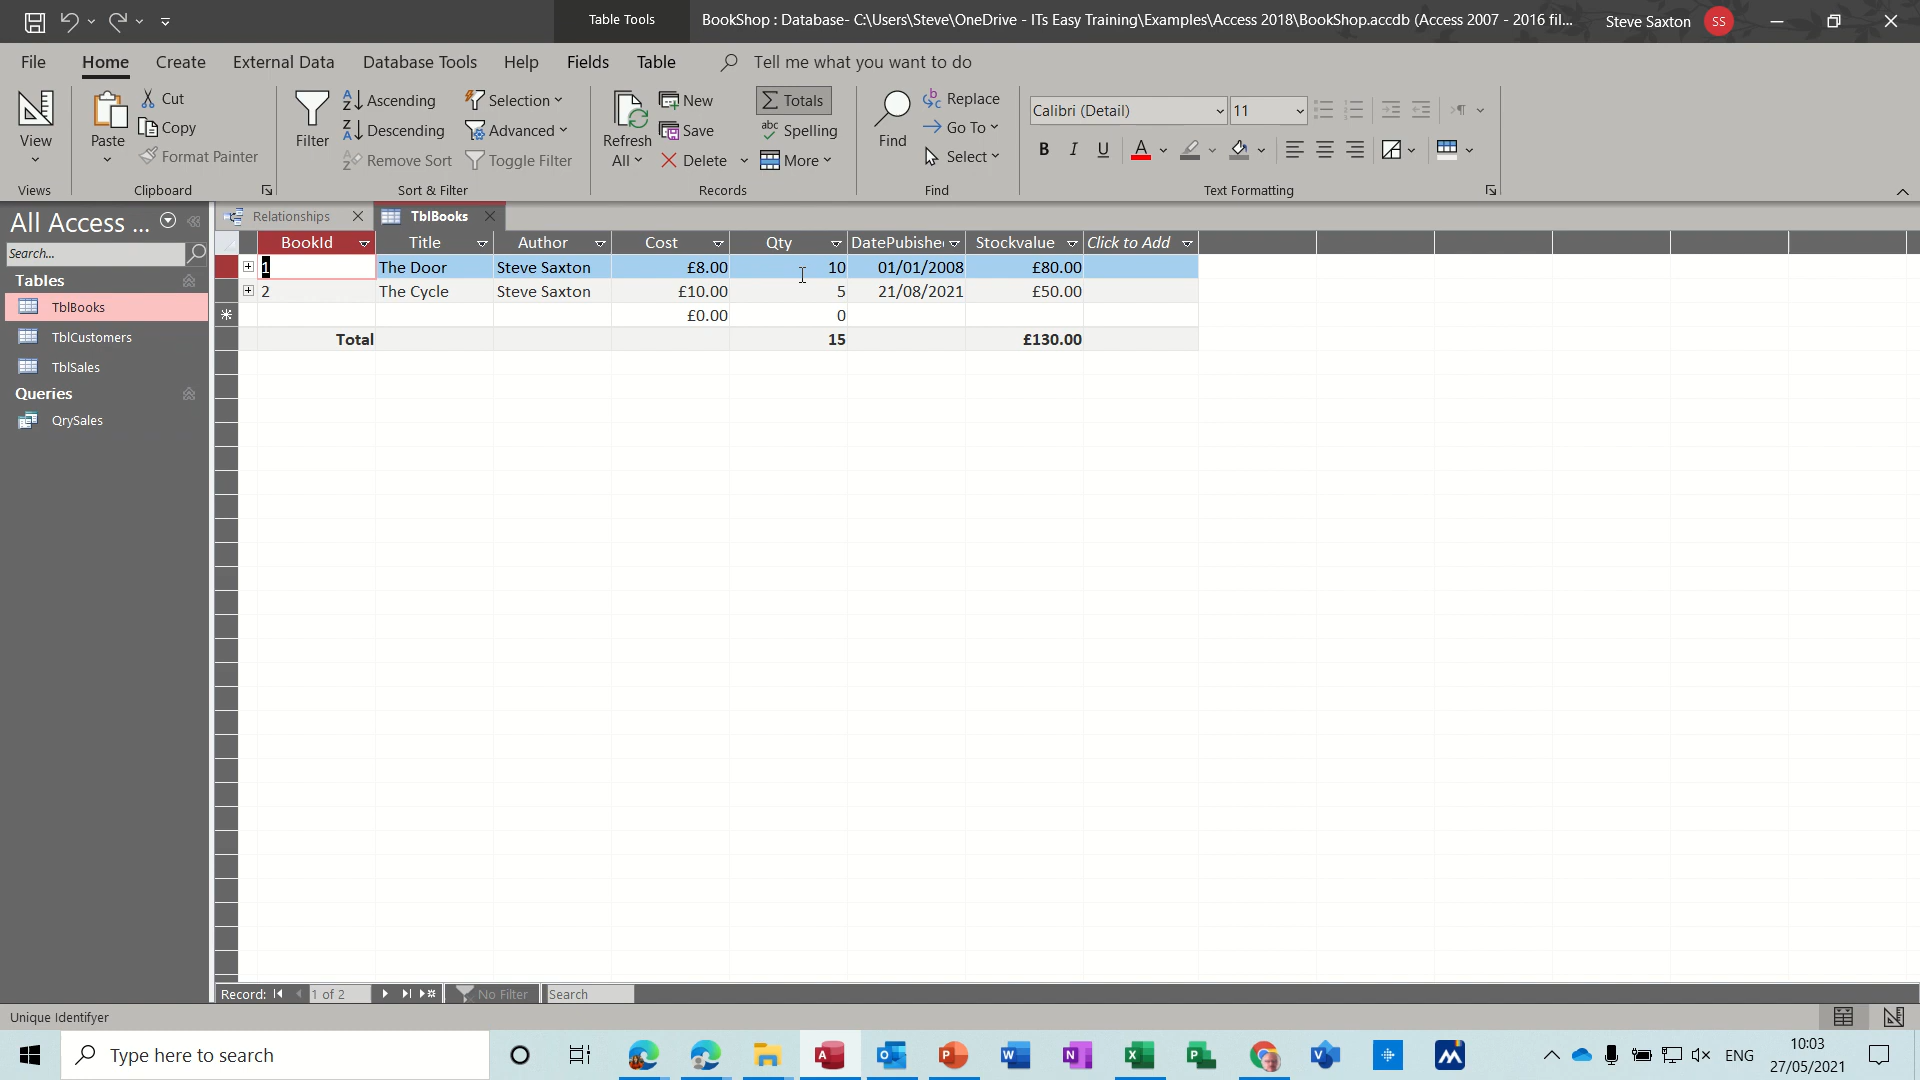 Table Tools
BookShop : Database- C:\Users\Steve\OneDrive - ITs Easy Training\Examples\Access 2018\BookShop.accdb (Access 2007 - 2016 fil...
Steve Saxton
SS
File Home Create External Data Database Tools Help Fields Table Tell me what you want to do
View
Views
Paste
Cut
Copy
Format Painter
Clipboard
Filter
Ascending
Descending
Remove Sort
Selection
Advanced
Toggle Filter
Sort & Filter
Refresh
All
New
Save
Delete
Totals
Spelling
More
Records
Find
Replace
Go To
Select
Find
Calibri (Detail) 11
B I U A
Text Formatting
All Access ...
Search...
Tables
TblBooks
TblCustomers
TblSales
Queries
QrySales
Relationships
TblBooks
BookId Title Author Cost Qty DatePubishe Stockvalue Click to Add
1 The Door Steve Saxton £8.00 10 01/01/2008 £80.00
2 The Cycle Steve Saxton £10.00 5 21/08/2021 £50.00
£0.00 0
Total 15 £130.00
Record: 1 of 2 No Filter Search
Unique Identifyer
Type here to search
ENG
10:03
27/05/2021